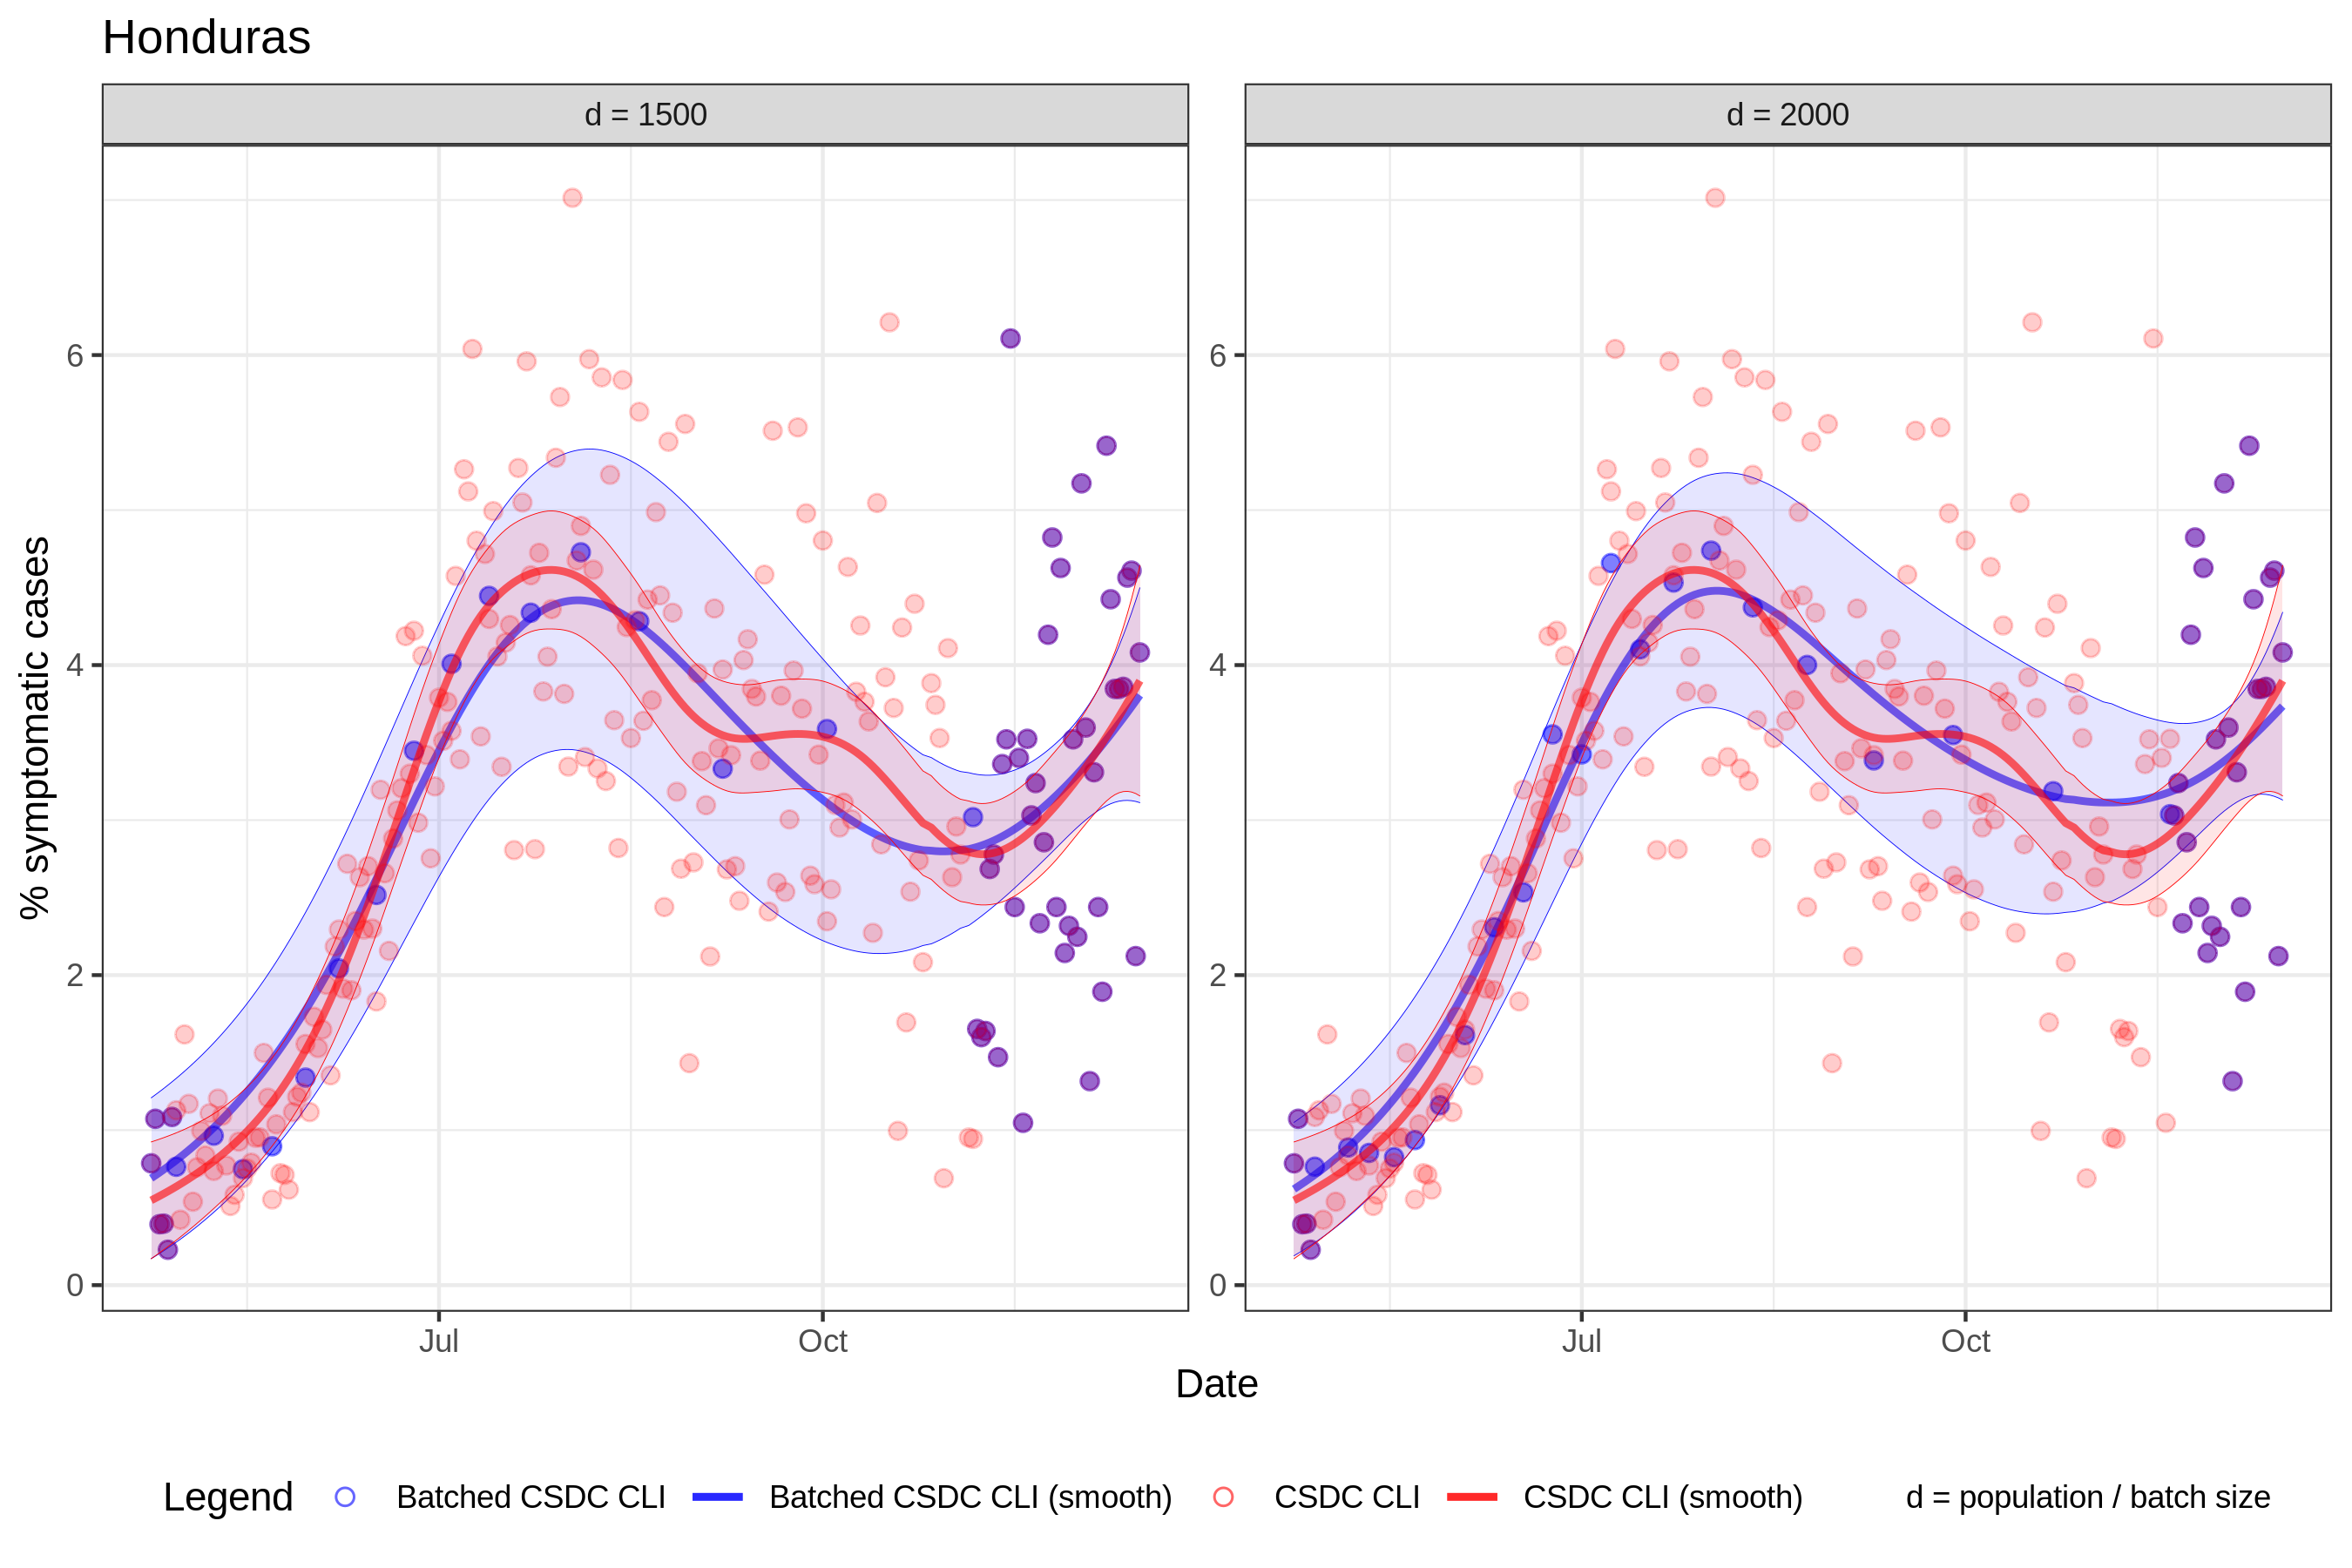 Honduras
d = 1500
d = 2000
% symptomatic cases
6
4
2
0
6
4
2
0
Jul
Oct
Jul
Oct
Date
Legend
Batched CSDC CLI
Batched CSDC CLI (smooth)
CSDC CLI
CSDC CLI (smooth)
d = population / batch size